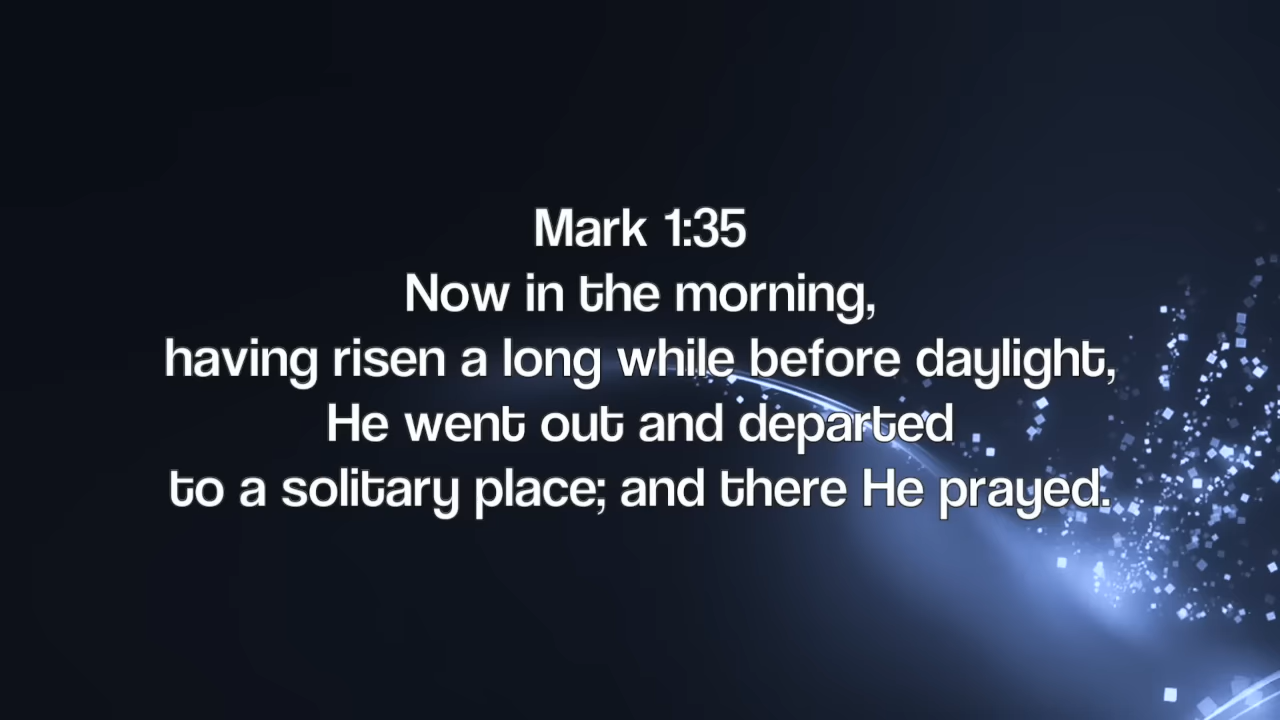 Mark 1:35
Now in the morning,
having risen a long while before daylight,
He went out and departed
to a solitary place; and there He prayed.